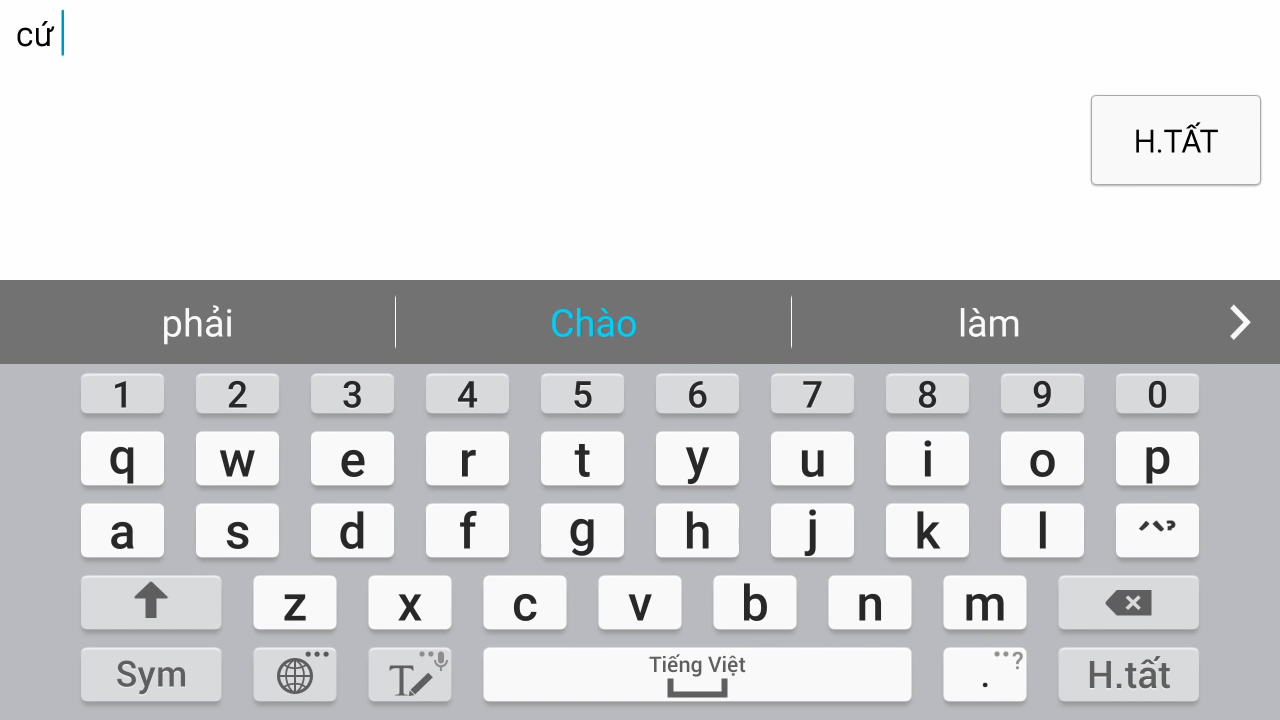 cứ
H.TẤT
phải Chào làm
1 2 3 4 5 6 7 8 9 0
q w e r t y u i o p
a s d f g h j k l
z x c v b n m
Sym Tiếng Việt . ? H.tất